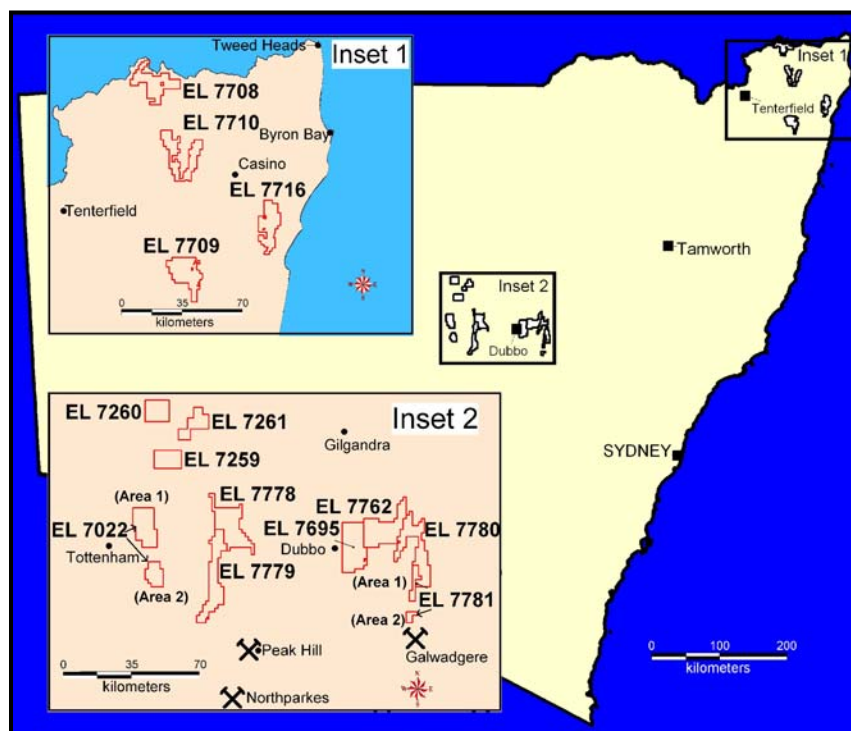 Inset 1
Tweed Heads
EL 7708
EL 7710
Byron Bay
Casino
EL 7716
Tenterfield
EL 7709
0 35 70
kilometers
Inset 1
Tenterfield
Tamworth
Inset 2
Dubbo
SYDNEY
0 100 200
kilometers
Inset 2
EL 7260
EL 7261
Gilgandra
EL 7259
(Area 1)
EL 7778
EL 7762
EL 7022
EL 7695
EL 7780
Tottenham
Dubbo
EL 7779
(Area 1)
(Area 2)
EL 7781
(Area 2)
Peak Hill
Galwadgere
0 35 70
kilometers
Northparkes